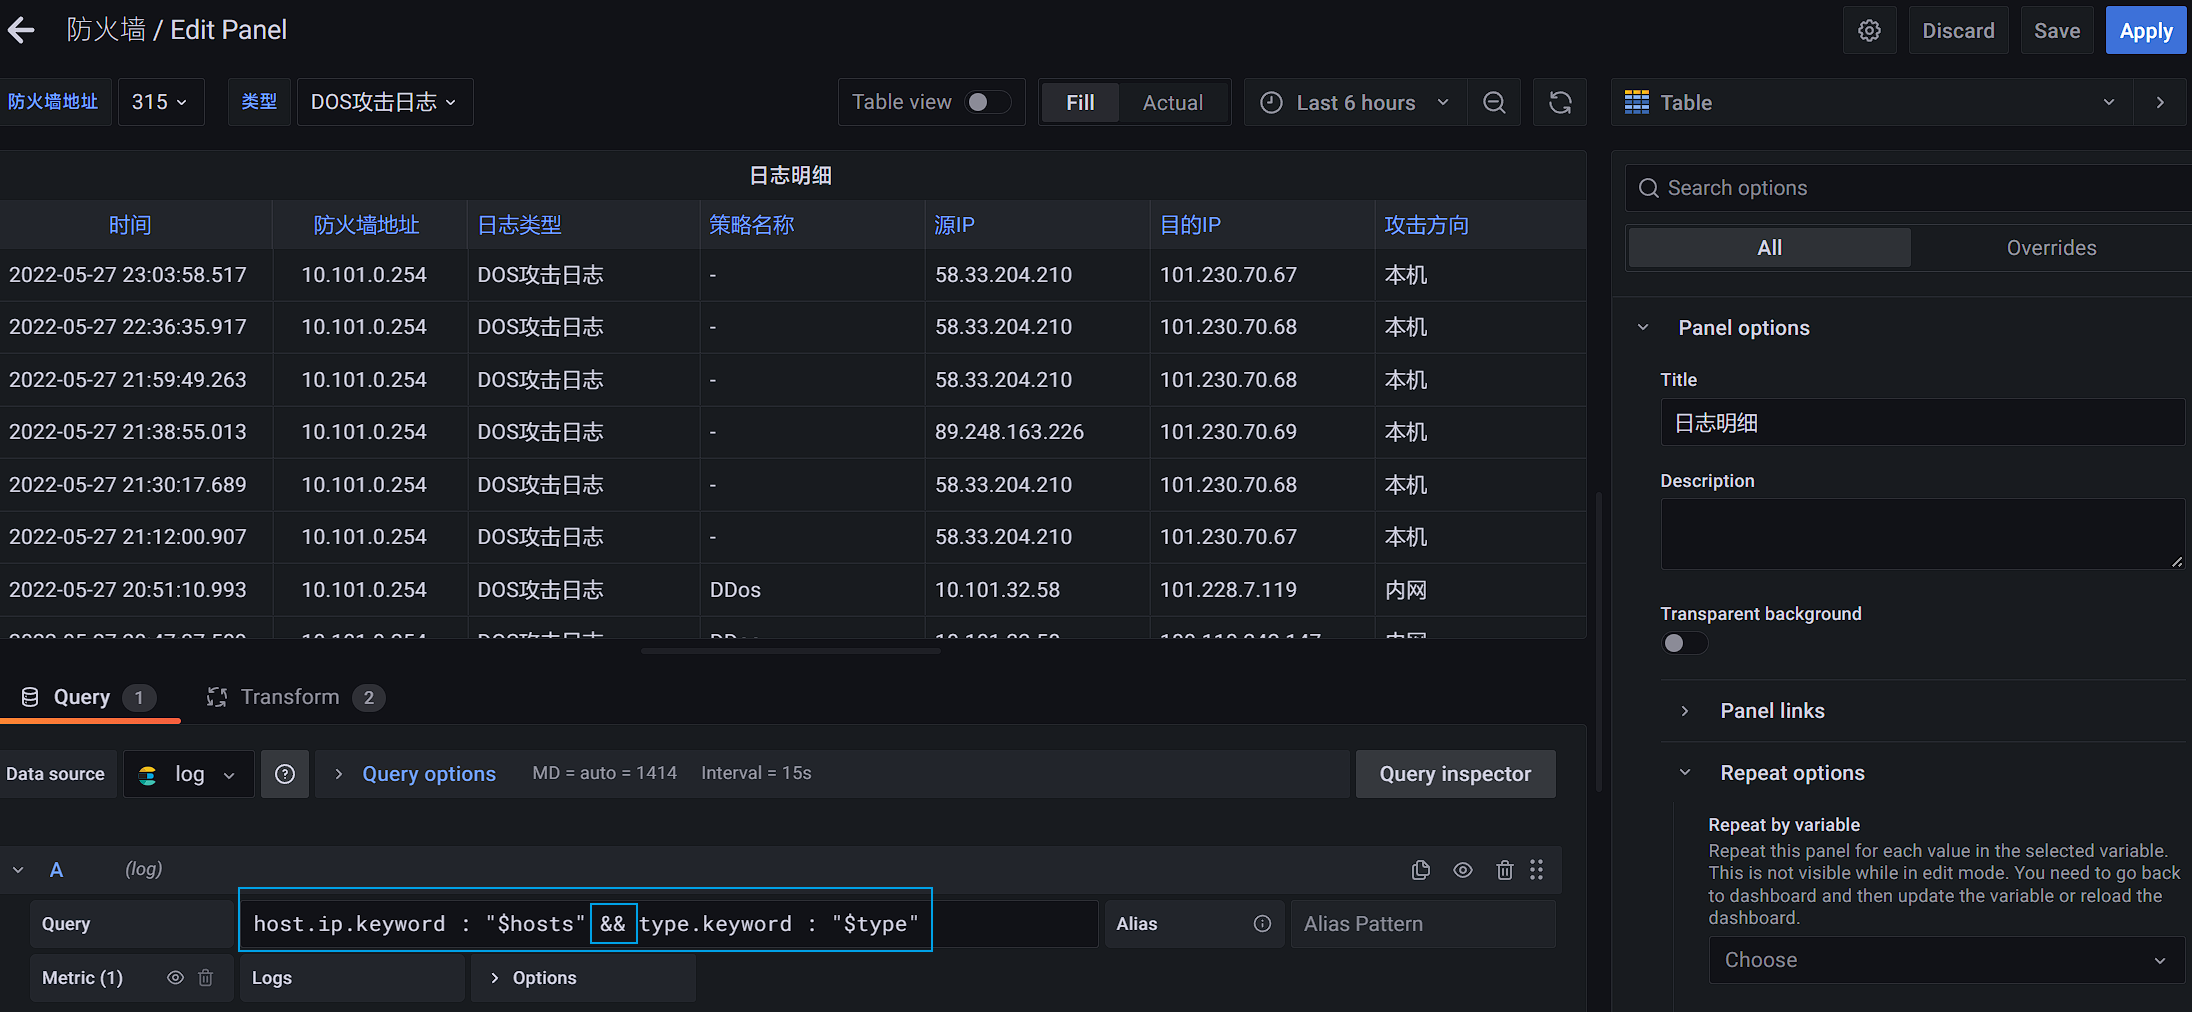 防火墙 / Edit Panel
Discard
Save
Apply
防火墙地址
315
类型
DOS攻击日志
Table view
Fill
Actual
Last 6 hours
Table
日志明细
时间 防火墙地址 日志类型 策略名称 源IP 目的IP 攻击方向
2022-05-27 23:03:58.517 10.101.0.254 DOS攻击日志 - 58.33.204.210 101.230.70.67 本机
2022-05-27 22:36:35.917 10.101.0.254 DOS攻击日志 - 58.33.204.210 101.230.70.68 本机
2022-05-27 21:59:49.263 10.101.0.254 DOS攻击日志 - 58.33.204.210 101.230.70.68 本机
2022-05-27 21:38:55.013 10.101.0.254 DOS攻击日志 - 89.248.163.226 101.230.70.69 本机
2022-05-27 21:30:17.689 10.101.0.254 DOS攻击日志 - 58.33.204.210 101.230.70.68 本机
2022-05-27 21:12:00.907 10.101.0.254 DOS攻击日志 - 58.33.204.210 101.230.70.67 本机
2022-05-27 20:51:10.993 10.101.0.254 DOS攻击日志 DDos 10.101.32.58 101.228.7.119 内网
Query 1
Transform 2
Data source
log
Query options
MD = auto = 1414
Interval = 15s
Query inspector
A
(log)
Query
host.ip.keyword : "$hosts" && type.keyword : "$type"
Alias
Alias Pattern
Metric (1)
Logs
Options
Search options
All
Overrides
Panel options
Title
日志明细
Description
Transparent background
Panel links
Repeat options
Repeat by variable
Repeat this panel for each value in the selected variable.
This is not visible while in edit mode. You need to go back
to dashboard and then update the variable or reload the
dashboard.
Choose